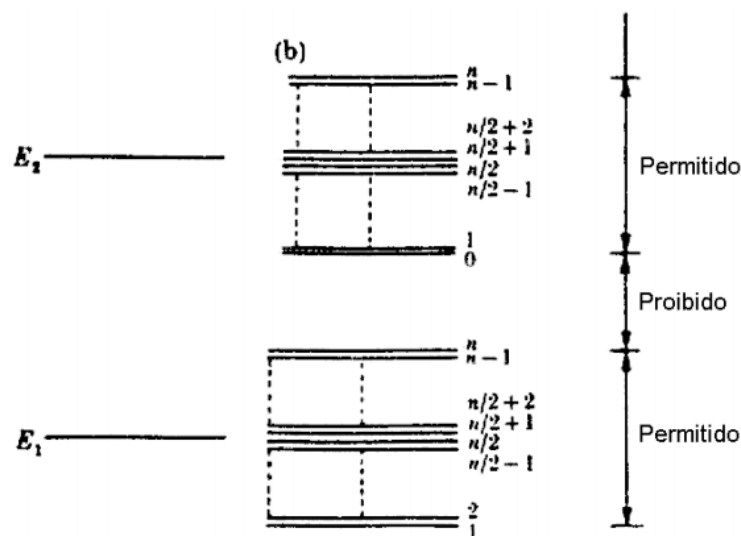 (b)
n
n − 1
n/2 + 2
n/2 + 1
n/2
n/2 − 1
1
0
E₂
Permitido
Proibido
n
n − 1
n/2 + 2
n/2 + 1
n/2
n/2 − 1
2
1
E₁
Permitido